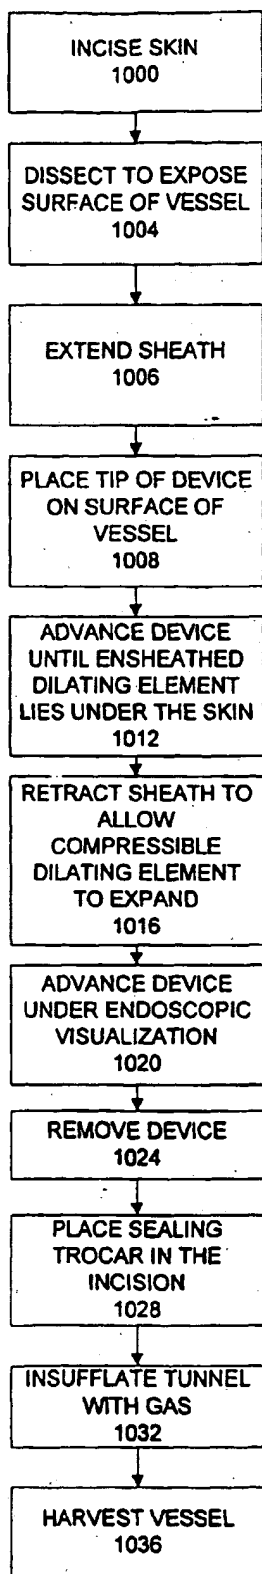 INCISE SKIN
1000
DISSECT TO EXPOSE
SURFACE OF VESSEL
1004
EXTEND SHEATH
1006
PLACE TIP OF DEVICE
ON SURFACE OF
VESSEL
1008
ADVANCE DEVICE
UNTIL ENSHEATHED
DILATING ELEMENT
LIES UNDER THE SKIN
1012
RETRACT SHEATH TO
ALLOW
COMPRESSIBLE
DILATING ELEMENT
TO EXPAND
1016
ADVANCE DEVICE
UNDER ENDOSCOPIC
VISUALIZATION
1020
REMOVE DEVICE
1024
PLACE SEALING
TROCAR IN THE
INCISION
1028
INSUFFLATE TUNNEL
WITH GAS
1032
HARVEST VESSEL
1036